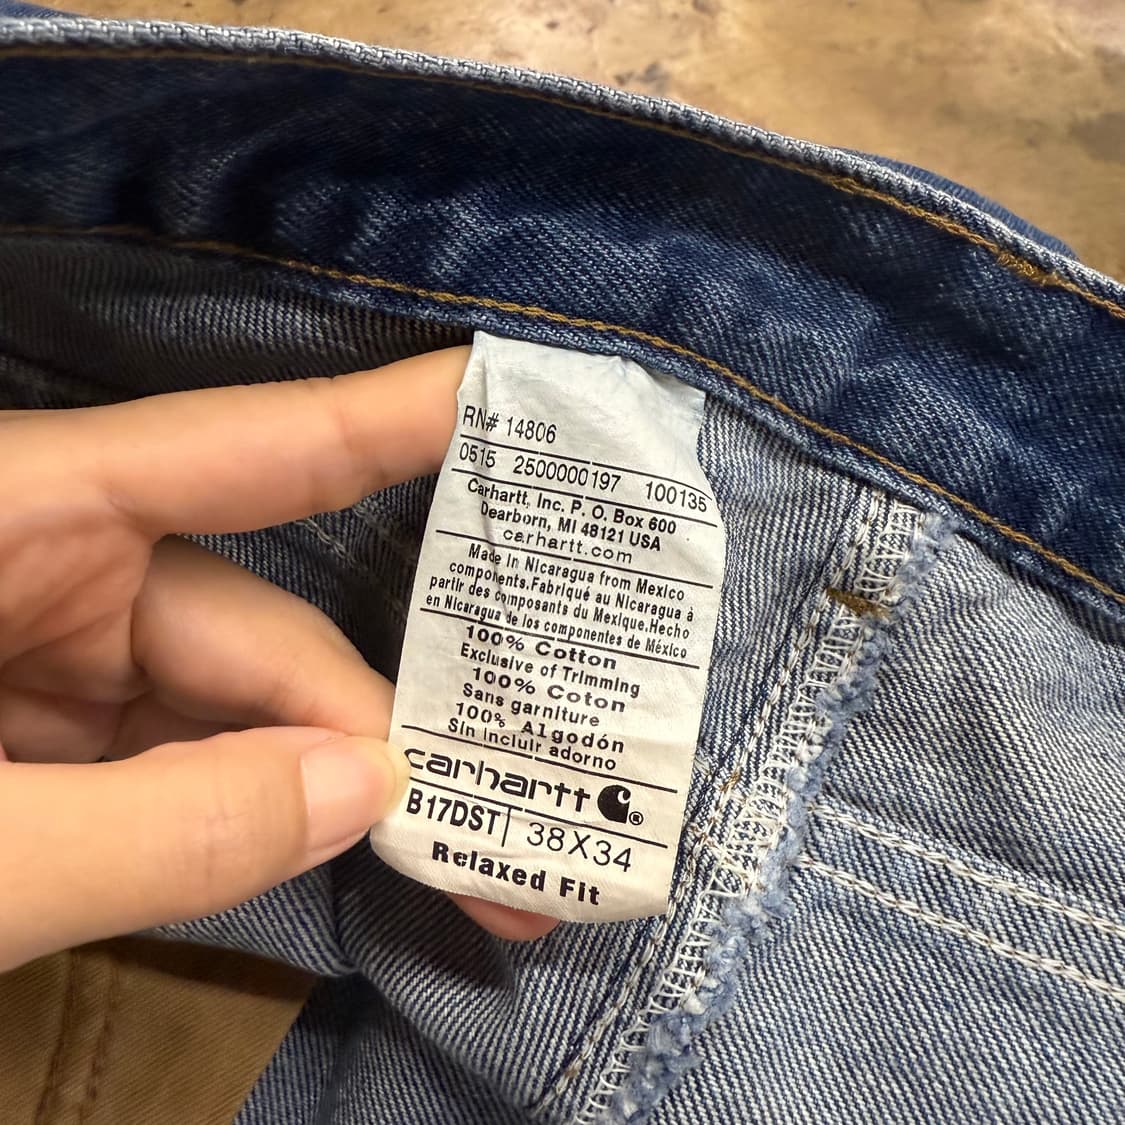 RN# 14806
0515 2500000197 100135
Carhartt, Inc. P. O. Box 600
Dearborn, MI 48121 USA
carhartt.com
Made in Nicaragua from Mexico
components.Fabriqué au Nicaragua à
partir des composants du Mexique.Hecho
en Nicaragua de los componentes de México
100% Cotton
Exclusive of Trimming
100% Coton
Sans garniture
100% Algodón
Sin incluir adorno
carhartt ®
B17DST 38X34
Relaxed Fit